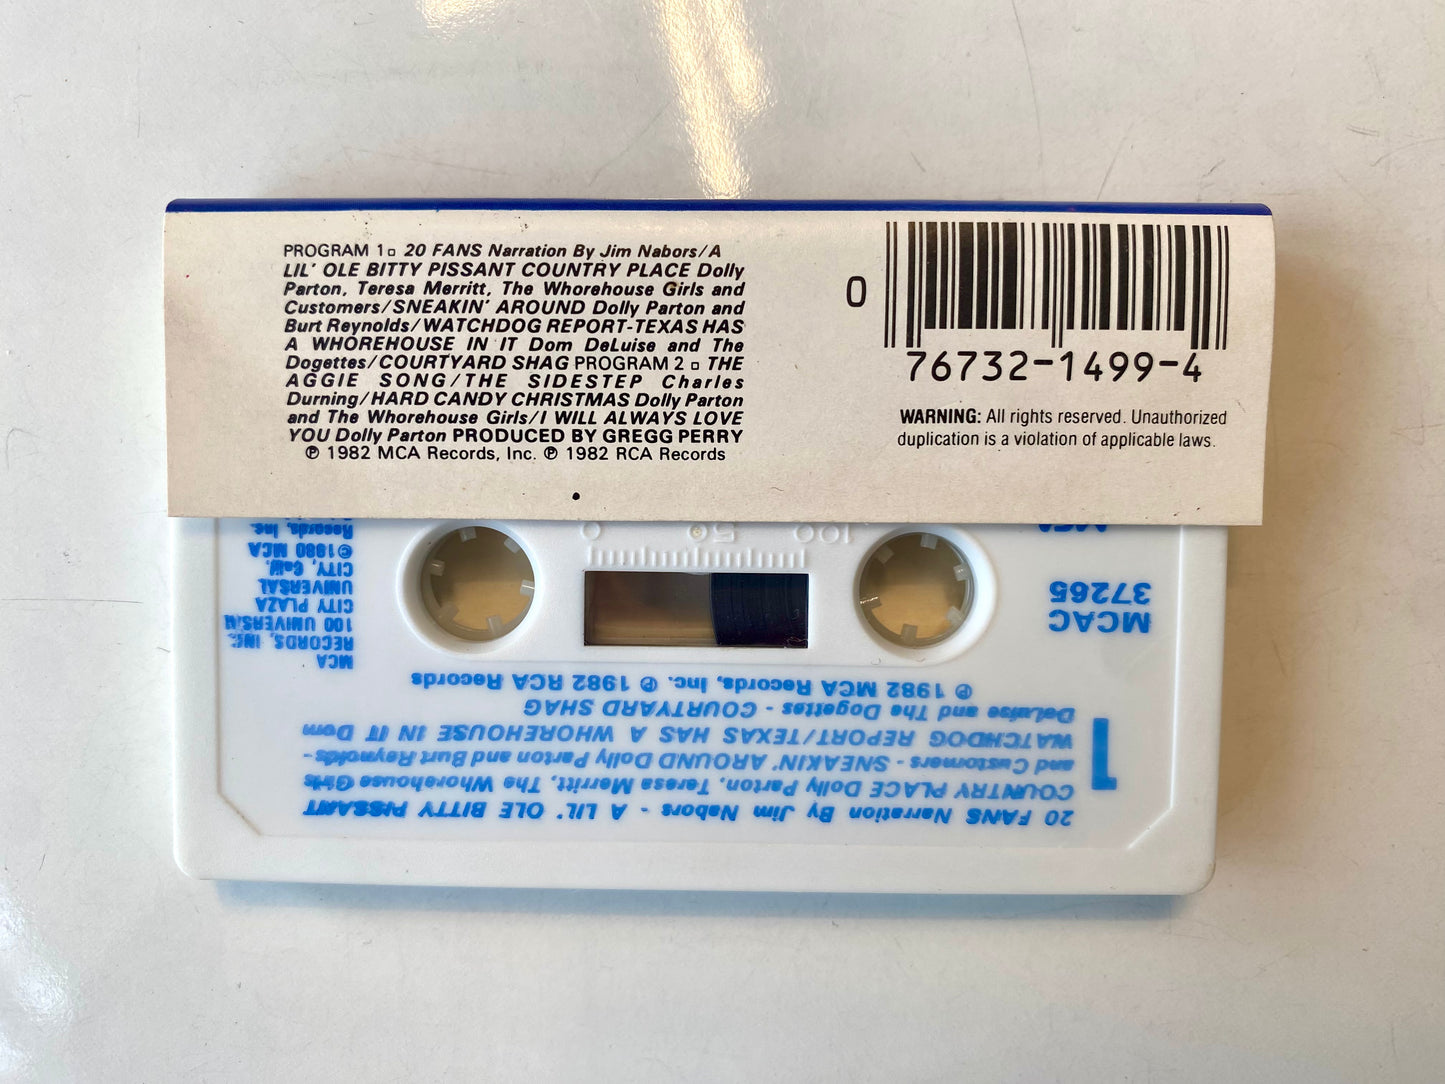 PROGRAM 1□ 20 FANS Narration By Jim Nabors/A
LIL' OLE BITTY PISSANT COUNTRY PLACE Dolly
Parton, Teresa Merritt, The Whorehouse Girls and
Customers/SNEAKIN' AROUND Dolly Parton and
Burt Reynolds/WATCHDOG REPORT-TEXAS HAS
A WHOREHOUSE IN IT Dom DeLuise and The
Dogettes/COURTYARD SHAG PROGRAM 2□ THE
AGGIE SONG/THE SIDESTEP Charles
Durning/HARD CANDY CHRISTMAS Dolly Parton
and The Whorehouse Girls/I WILL ALWAYS LOVE
YOU Dolly Parton PRODUCED BY GREGG PERRY
℗ 1982 MCA Records, Inc. ℗ 1982 RCA Records
0 76732-1499-4
WARNING: All rights reserved. Unauthorized
duplication is a violation of applicable laws.
20 FANS Narration By Jim Nabors - A LIL' OLE BITTY PISSANT
COUNTRY PLACE Dolly Parton, Teresa Merritt, The Whorehouse Girls
and Customers - SNEAKIN' AROUND Dolly Parton and Burt Reynolds-
WATCHDOG REPORT/TEXAS HAS A WHOREHOUSE IN IT Dom
DeLuise and The Dogettes - COURTYARD SHAG
1
℗ 1982 MCA Records, Inc. ℗ 1982 RCA Records
MCAC
37265
MCA
RECORDS, INC.
100 UNIVERSAL
CITY PLAZA
UNIVERSAL
CITY, Calif.
©1980 MCA
Records, Inc.
100 50 0